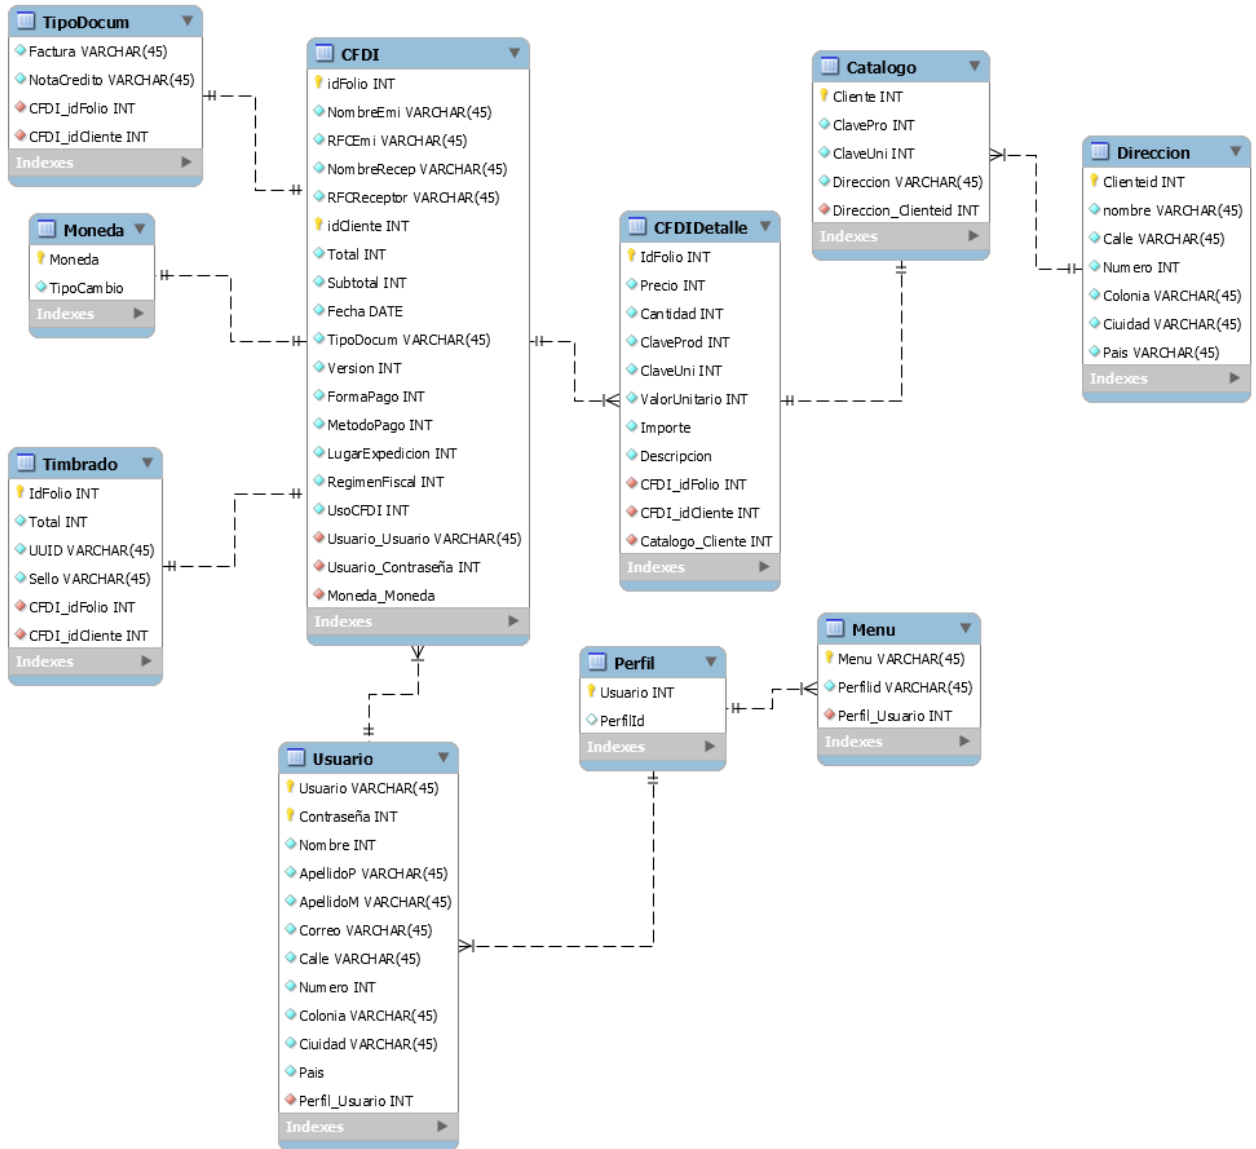 TipoDocum
Factura VARCHAR(45)
NotaCredito VARCHAR(45)
CFDI_idFolio INT
CFDI_idCliente INT
Indexes
Moneda
Moneda
TipoCambio
Indexes
Timbrado
IdFolio INT
Total INT
UUID VARCHAR(45)
Sello VARCHAR(45)
CFDI_idFolio INT
CFDI_idCliente INT
Indexes
CFDI
idFolio INT
NombreEmi VARCHAR(45)
RFCEmi VARCHAR(45)
NombreRecep VARCHAR(45)
RFCReceptor VARCHAR(45)
idCliente INT
Total INT
Subtotal INT
Fecha DATE
TipoDocum VARCHAR(45)
Version INT
FormaPago INT
MetodoPago INT
LugarExpedicion INT
RegimenFiscal INT
UsoCFDI INT
Usuario_Usuario VARCHAR(45)
Usuario_Contraseña INT
Moneda_Moneda
Indexes
Usuario
Usuario VARCHAR(45)
Contraseña INT
Nombre INT
ApellidoP VARCHAR(45)
ApellidoM VARCHAR(45)
Correo VARCHAR(45)
Calle VARCHAR(45)
Numero INT
Colonia VARCHAR(45)
Ciuidad VARCHAR(45)
Pais
Perfil_Usuario INT
Indexes
CFDIDetalle
IdFolio INT
Precio INT
Cantidad INT
ClaveProd INT
ClaveUni INT
ValorUnitario INT
Importe
Descripcion
CFDI_idFolio INT
CFDI_idCliente INT
Catalogo_Cliente INT
Indexes
Perfil
Usuario INT
PerfilId
Indexes
Catalogo
Cliente INT
ClavePro INT
ClaveUni INT
Direccion VARCHAR(45)
Direccion_Clienteid INT
Indexes
Menu
Menu VARCHAR(45)
Perfilid VARCHAR(45)
Perfil_Usuario INT
Indexes
Direccion
Clienteid INT
nombre VARCHAR(45)
Calle VARCHAR(45)
Numero INT
Colonia VARCHAR(45)
Ciuidad VARCHAR(45)
Pais VARCHAR(45)
Indexes